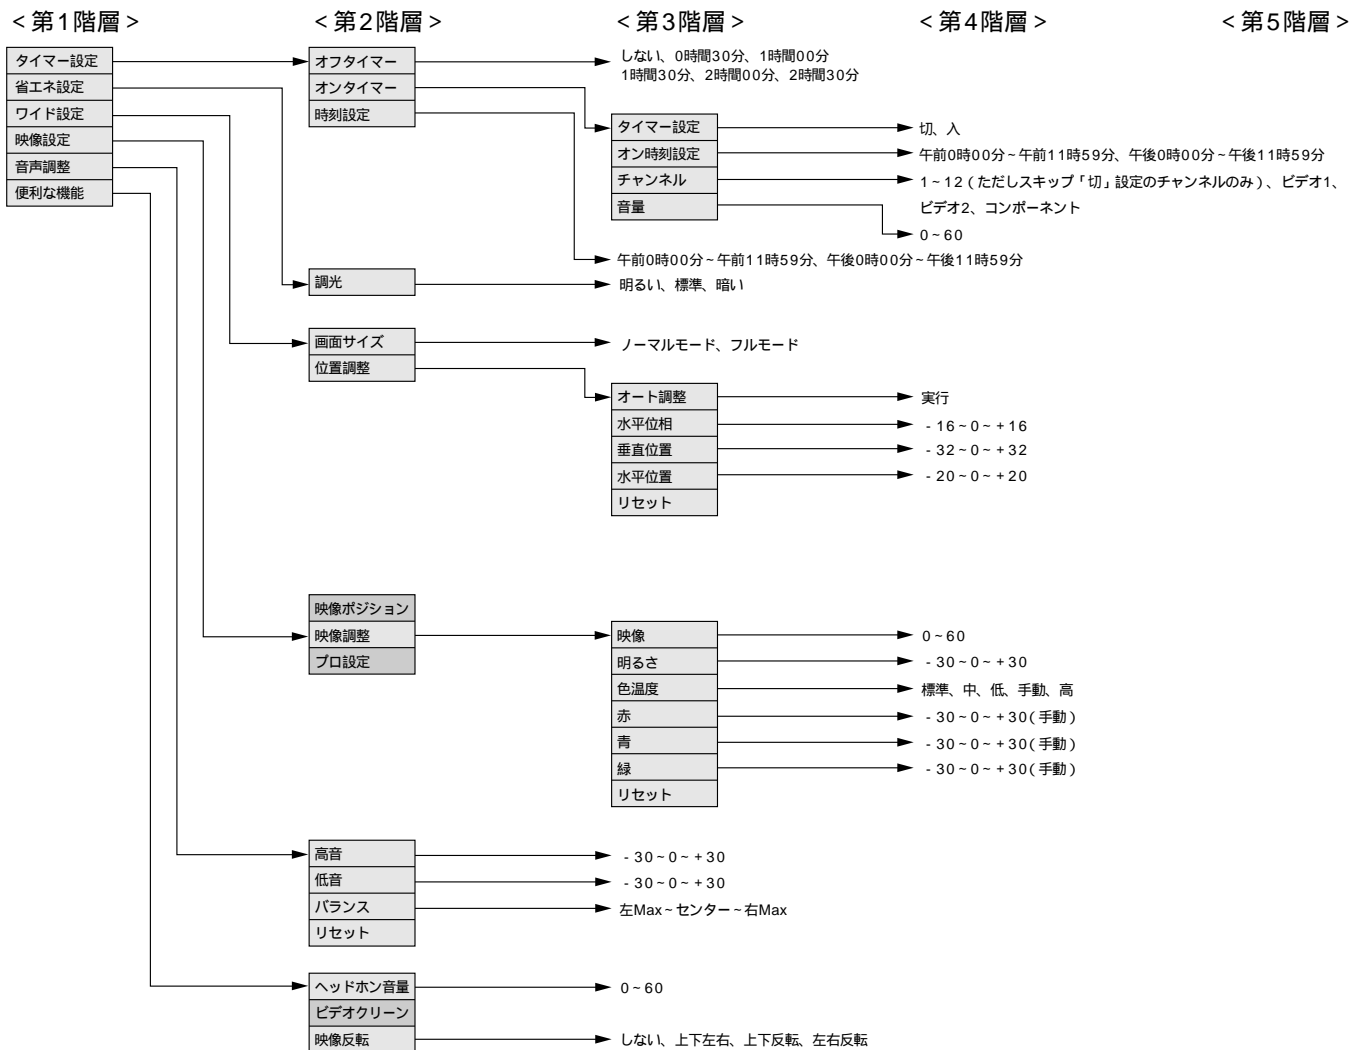 <第1階層>
<第2階層>
<第3階層>
<第4階層>
<第5階層>
タイマー設定
省エネ設定
ワイド設定
映像設定
音声調整
便利な機能
オフタイマー
オンタイマー
時刻設定
しない、0時間30分、1時間00分
1時間30分、2時間00分、2時間30分
タイマー設定
オン時刻設定
チャンネル
音量
切、入
午前0時00分~午前11時59分、午後0時00分~午後11時59分
1~12(ただしスキップ「切」設定のチャンネルのみ)、ビデオ1、
ビデオ2、コンポーネント
0~60
午前0時00分~午前11時59分、午後0時00分~午後11時59分
調光
明るい、標準、暗い
画面サイズ
位置調整
ノーマルモード、フルモード
オート調整
水平位相
垂直位置
水平位置
リセット
実行
-16~0~+16
-32~0~+32
-20~0~+20
映像ポジション
映像調整
プロ設定
映像
明るさ
色温度
赤
青
緑
リセット
0~60
-30~0~+30
標準、中、低、手動、高
-30~0~+30(手動)
-30~0~+30(手動)
-30~0~+30(手動)
高音
低音
バランス
リセット
-30~0~+30
-30~0~+30
左Max~センター~右Max
ヘッドホン音量
ビデオクリーン
映像反転
0~60
しない、上下左右、上下反転、左右反転